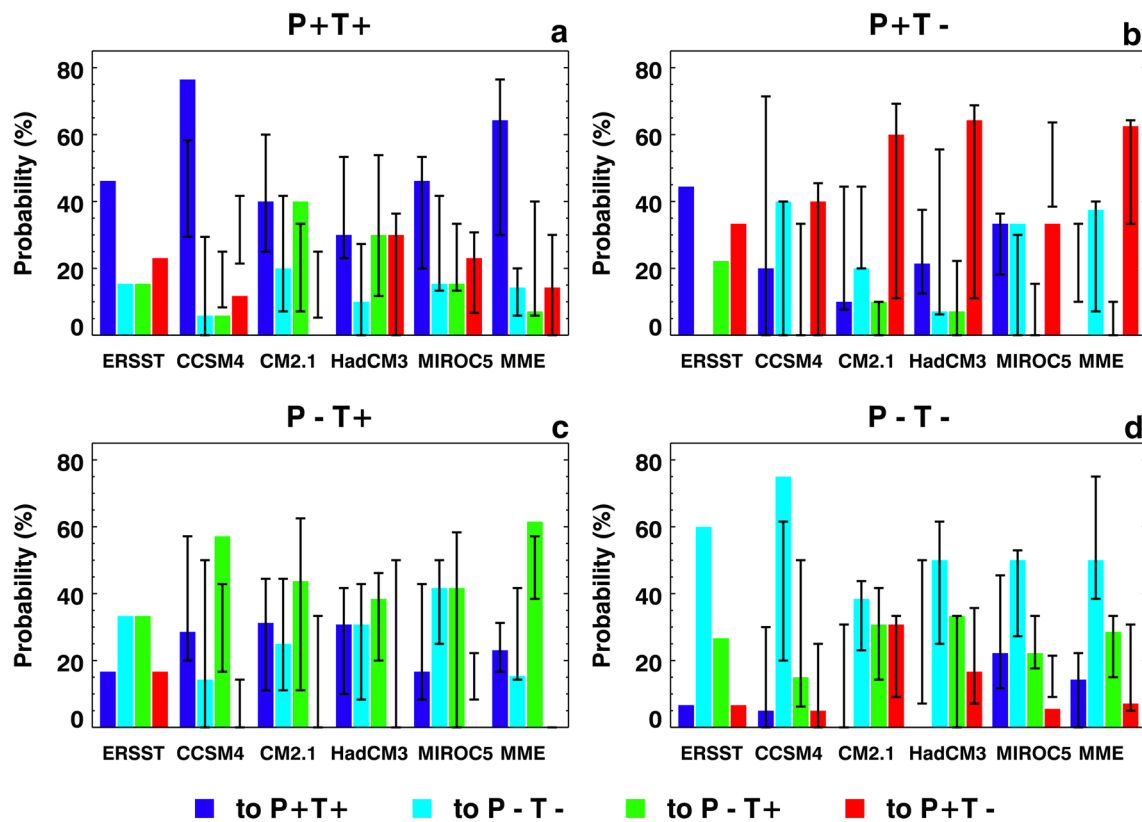 P+T+ a
Probability (%)
80
60
40
20
0
ERSST CCSM4 CM2.1 HadCM3 MIROC5 MME
P+T - b
Probability (%)
80
60
40
20
0
ERSST CCSM4 CM2.1 HadCM3 MIROC5 MME
P - T+ c
Probability (%)
80
60
40
20
0
ERSST CCSM4 CM2.1 HadCM3 MIROC5 MME
P - T - d
Probability (%)
80
60
40
20
0
ERSST CCSM4 CM2.1 HadCM3 MIROC5 MME
to P+T+ to P - T - to P - T+ to P+T -